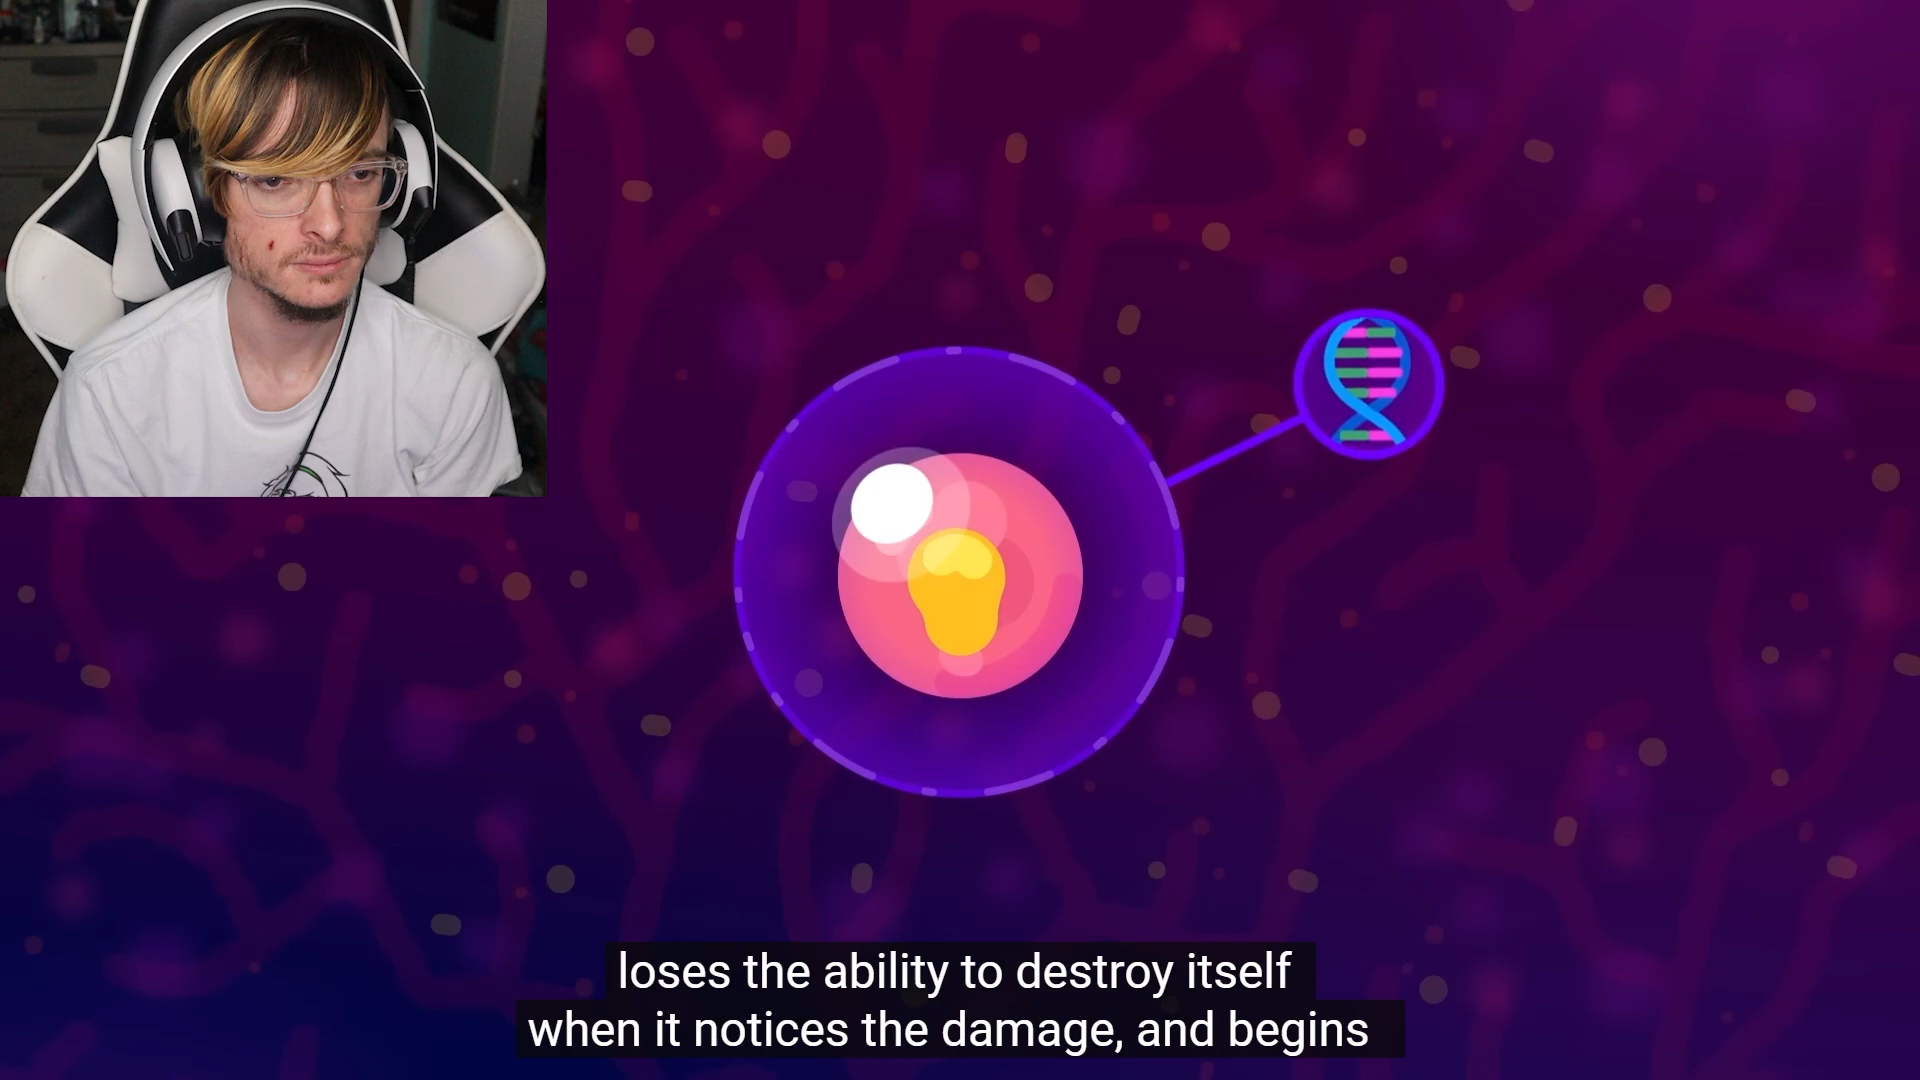 loses the ability to destroy itself
when it notices the damage, and begins